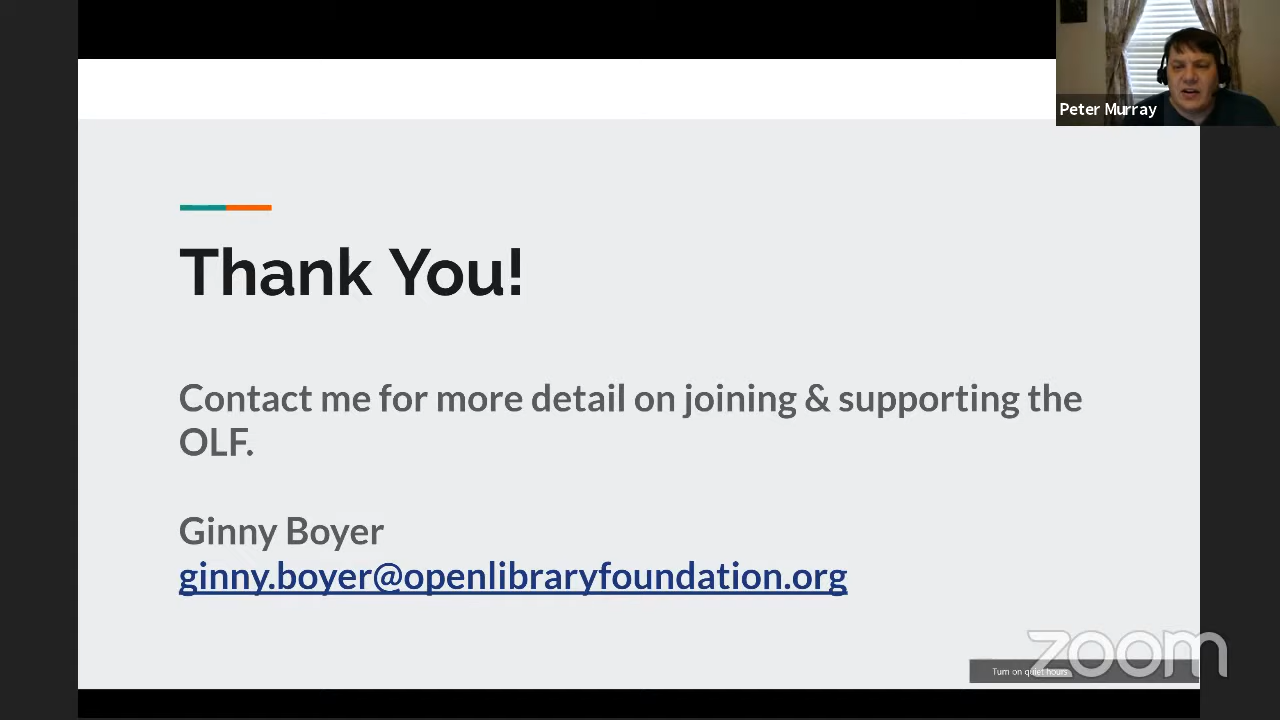 Peter Murray
Thank You!
Contact me for more detail on joining & supporting the
OLF.
Ginny Boyer
ginny.boyer@openlibraryfoundation.org
zoom
Turn on quiet hours